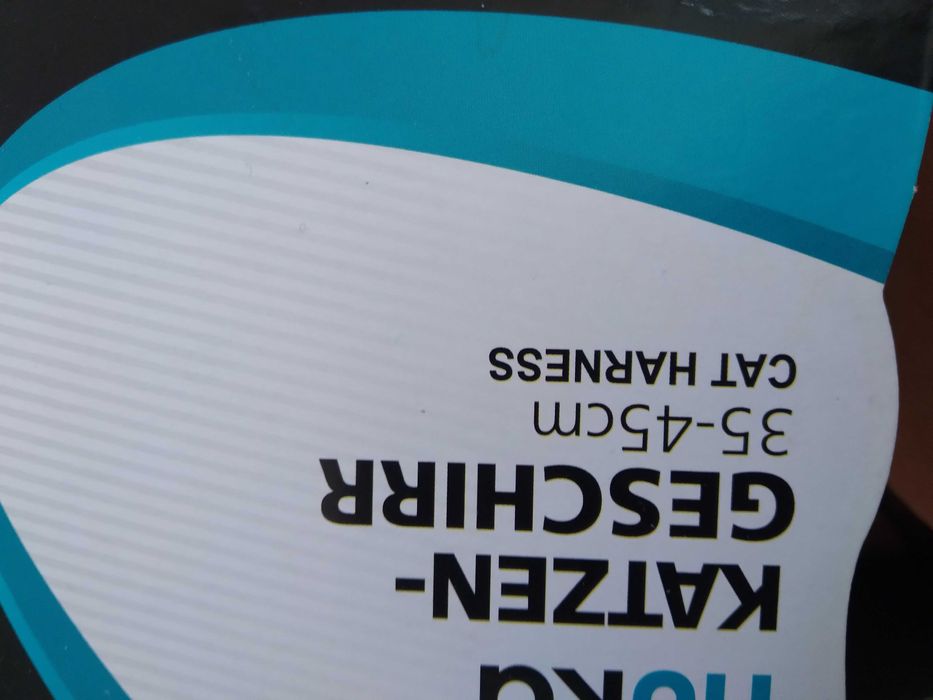 KATZEN-
GESCHIRR
35-45cm
CAT HARNESS